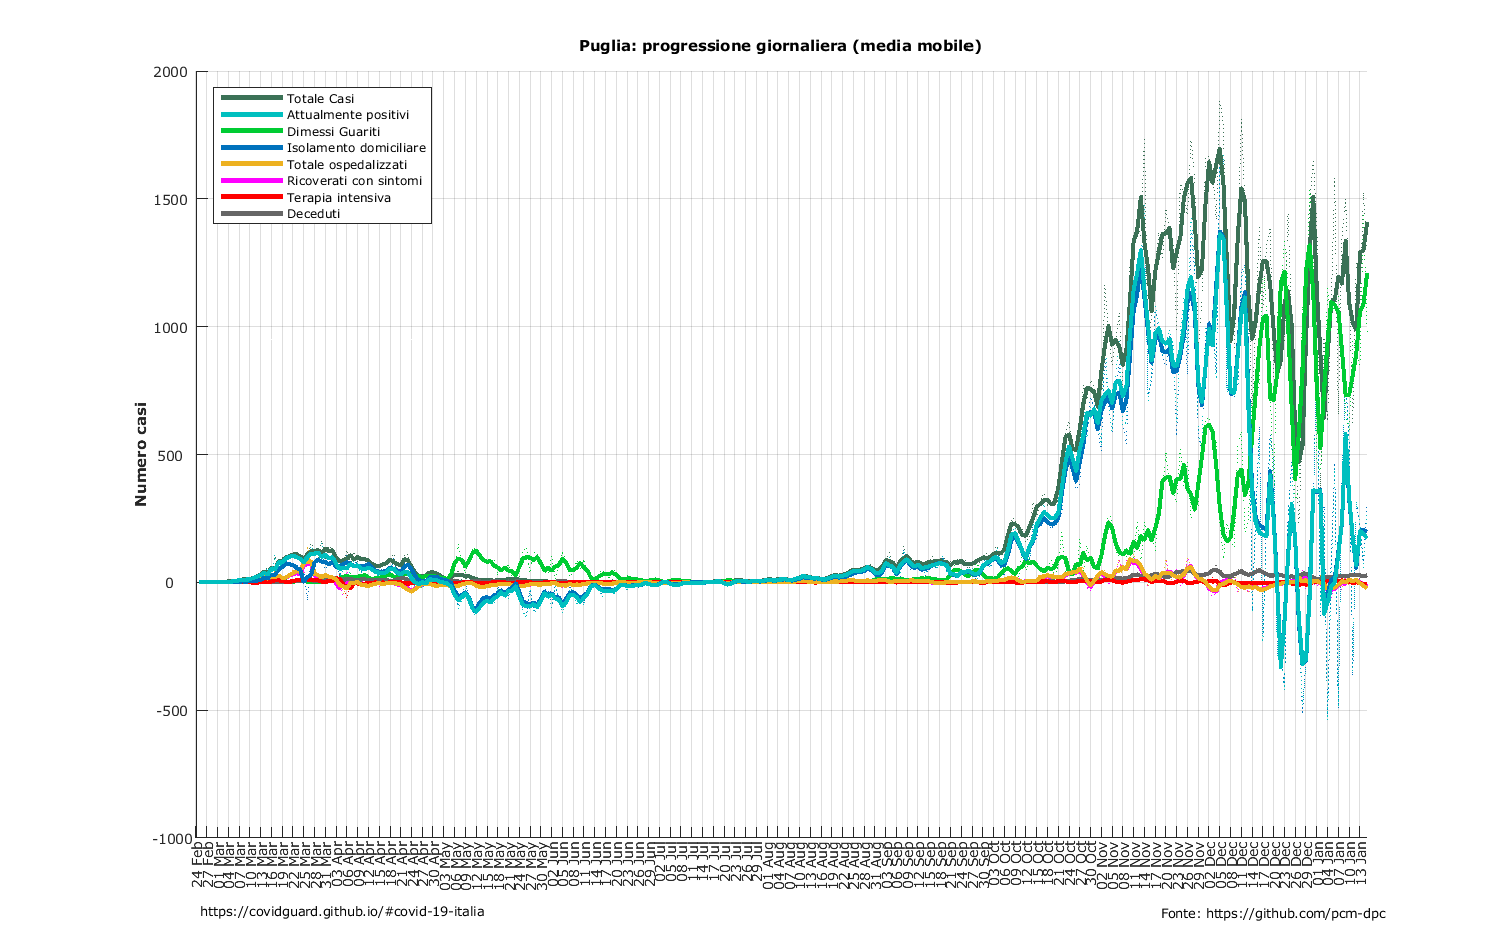 Puglia: progressione giornaliera (media mobile)
Totale Casi
Attualmente positivi
Dimessi Guariti
Isolamento domiciliare
Totale ospedalizzati
Ricoverati con sintomi
Terapia intensiva
Deceduti
Numero casi
2000
1500
1000
500
0
-500
-1000
24 Feb
27 Feb
01 Mar
04 Mar
07 Mar
10 Mar
13 Mar
16 Mar
19 Mar
22 Mar
25 Mar
28 Mar
31 Mar
03 Apr
06 Apr
09 Apr
12 Apr
15 Apr
18 Apr
21 Apr
24 Apr
27 Apr
30 Apr
03 May
06 May
09 May
12 May
15 May
18 May
21 May
24 May
27 May
30 May
02 Jun
05 Jun
08 Jun
11 Jun
14 Jun
17 Jun
20 Jun
23 Jun
26 Jun
29 Jun
02 Jul
05 Jul
08 Jul
11 Jul
14 Jul
17 Jul
20 Jul
23 Jul
26 Jul
29 Jul
01 Aug
04 Aug
07 Aug
10 Aug
13 Aug
16 Aug
19 Aug
22 Aug
25 Aug
28 Aug
31 Aug
03 Sep
06 Sep
09 Sep
12 Sep
15 Sep
18 Sep
21 Sep
24 Sep
27 Sep
30 Sep
03 Oct
06 Oct
09 Oct
12 Oct
15 Oct
18 Oct
21 Oct
24 Oct
27 Oct
30 Oct
02 Nov
05 Nov
08 Nov
11 Nov
14 Nov
17 Nov
20 Nov
23 Nov
26 Nov
29 Nov
02 Dec
05 Dec
08 Dec
11 Dec
14 Dec
17 Dec
20 Dec
23 Dec
26 Dec
29 Dec
01 Jan
04 Jan
07 Jan
10 Jan
13 Jan
https://covidguard.github.io/#covid-19-italia
Fonte: https://github.com/pcm-dpc